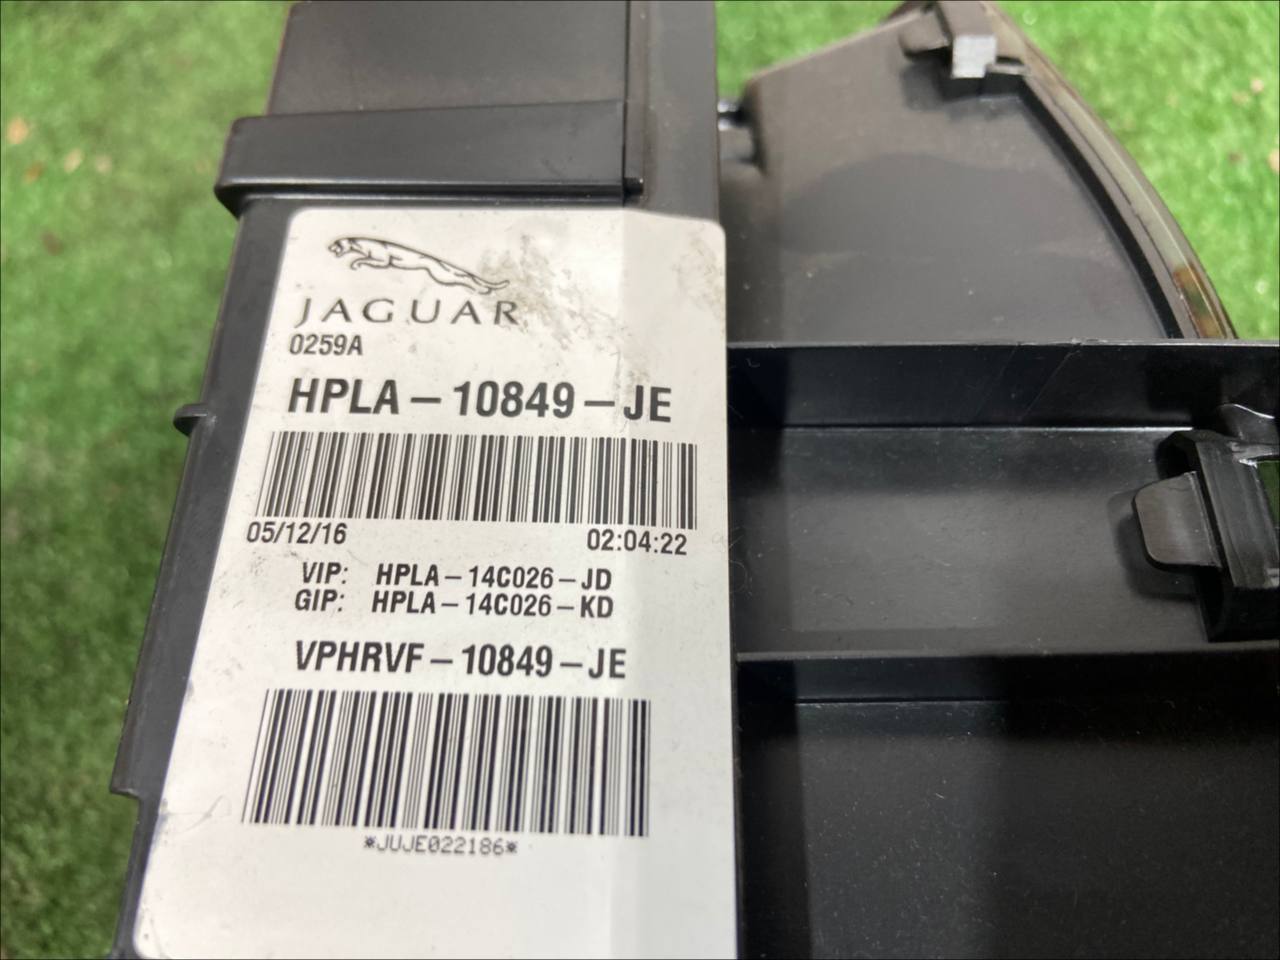 JAGUAR
0259A
HPLA-10849-JE
05/12/16 02:04:22
VIP: HPLA-14C026-JD
GIP: HPLA-14C026-KD
VPHRVF-10849-JE
*JUJE022186*